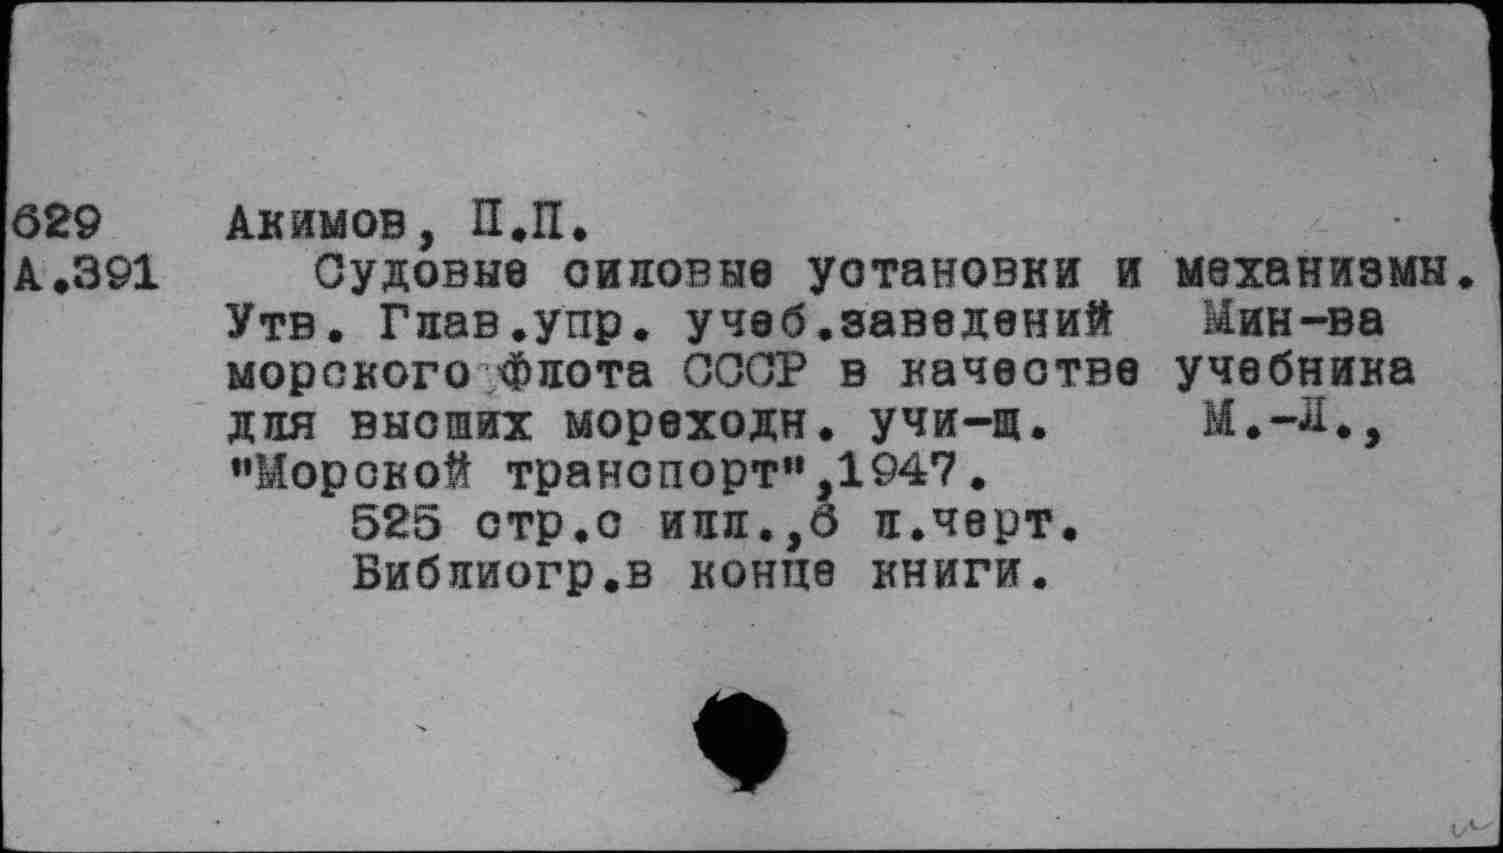 629 Акимов, П.П.
А.391 Судовые силовые установки и механизмы.
Утв. Глав.упр. учеб.заведений Мин-ва
морского Флота СССР в качестве учебника
для высших мореходн. учи-щ. М.-Л.,
"Морской транспорт",1947.
525 стр.с илл.,6 л.черт.
Библиогр.в конце книги.